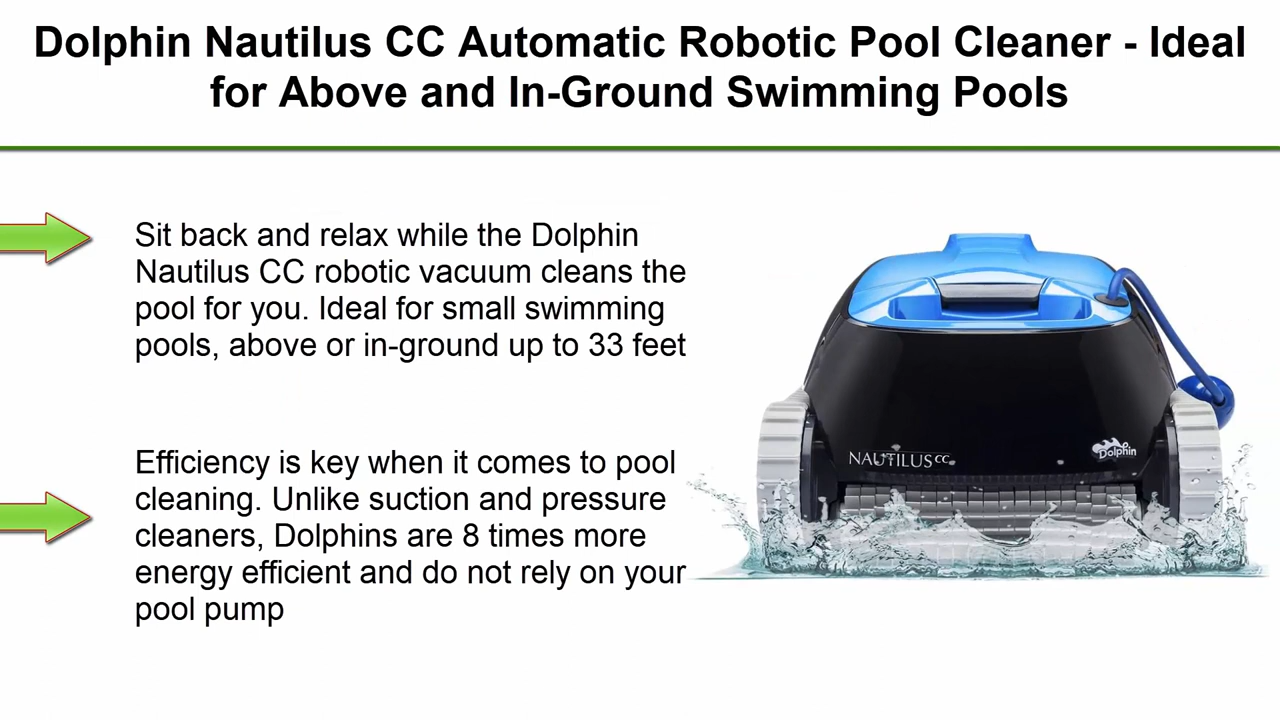 Dolphin Nautilus CC Automatic Robotic Pool Cleaner - Ideal
for Above and In-Ground Swimming Pools
Sit back and relax while the Dolphin
Nautilus CC robotic vacuum cleans the
pool for you. Ideal for small swimming
pools, above or in-ground up to 33 feet
Efficiency is key when it comes to pool
cleaning. Unlike suction and pressure
cleaners, Dolphins are 8 times more
energy efficient and do not rely on your
pool pump
NAUTILUS CC
Dolphin